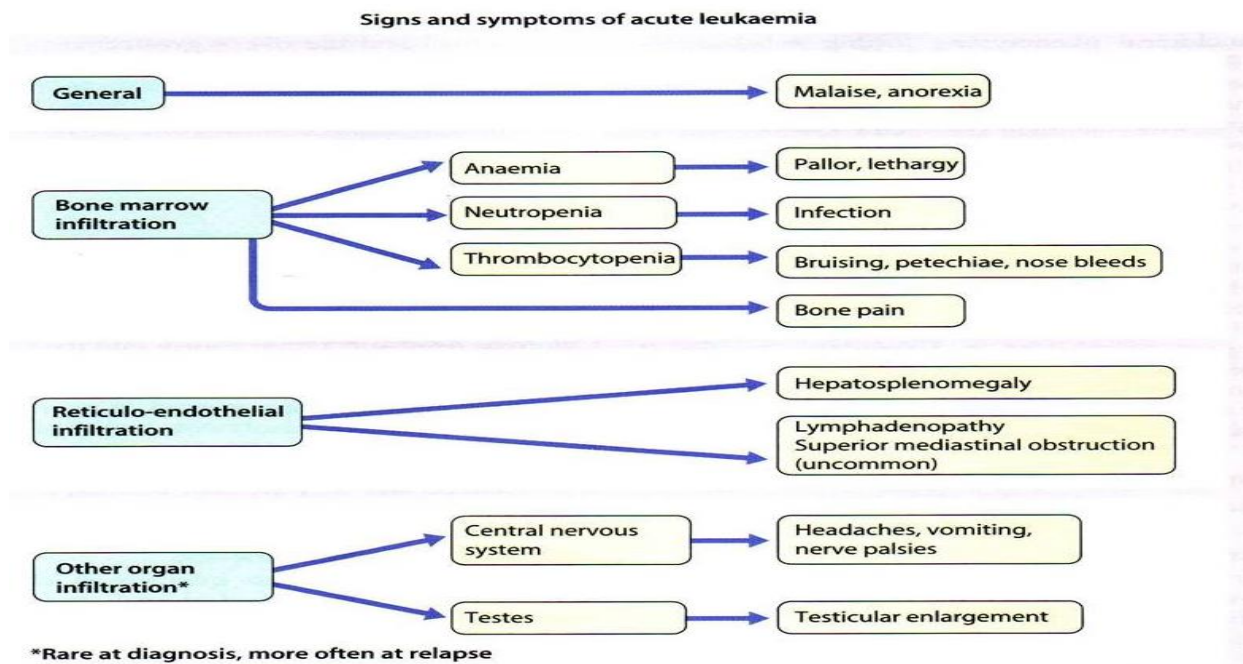 Signs and symptoms of acute leukaemia
General
Malaise, anorexia
Bone marrow
infiltration
Anaemia
Pallor, lethargy
Neutropenia
Infection
Thrombocytopenia
Bruising, petechiae, nose bleeds
Bone pain
Reticulo-endothelial
infiltration
Hepatosplenomegaly
Lymphadenopathy
Superior mediastinal obstruction
(uncommon)
Other organ
infiltration*
Central nervous
system
Headaches, vomiting,
nerve palsies
Testes
Testicular enlargement
*Rare at diagnosis, more often at relapse